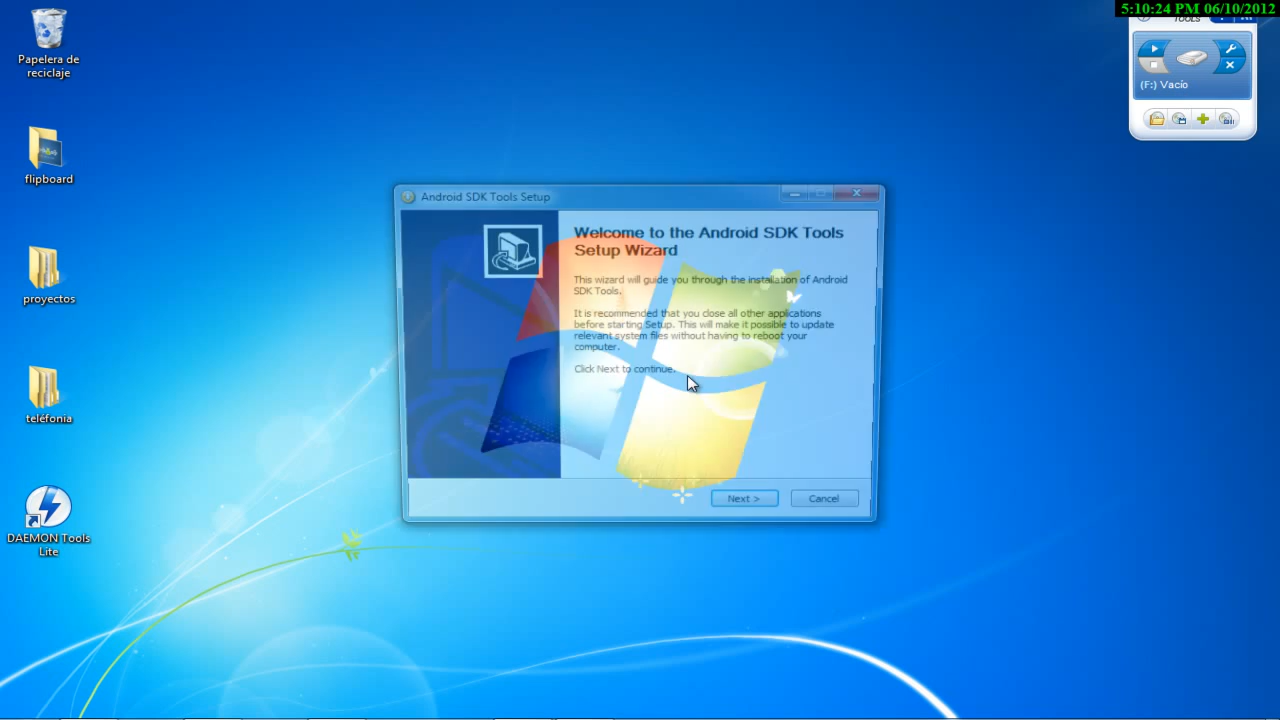 5:10:24 PM 06/10/2012
TOOLS
(F:) Vacío
Papelera de
reciclaje
flipboard
proyectos
teléfonia
DAEMON Tools
Lite
Android SDK Tools Setup
Welcome to the Android SDK Tools
Setup Wizard
This wizard will guide you through the installation of Android
SDK Tools.
It is recommended that you close all other applications
before starting Setup. This will make it possible to update
relevant system files without having to reboot your
computer.
Click Next to continue.
Next >
Cancel